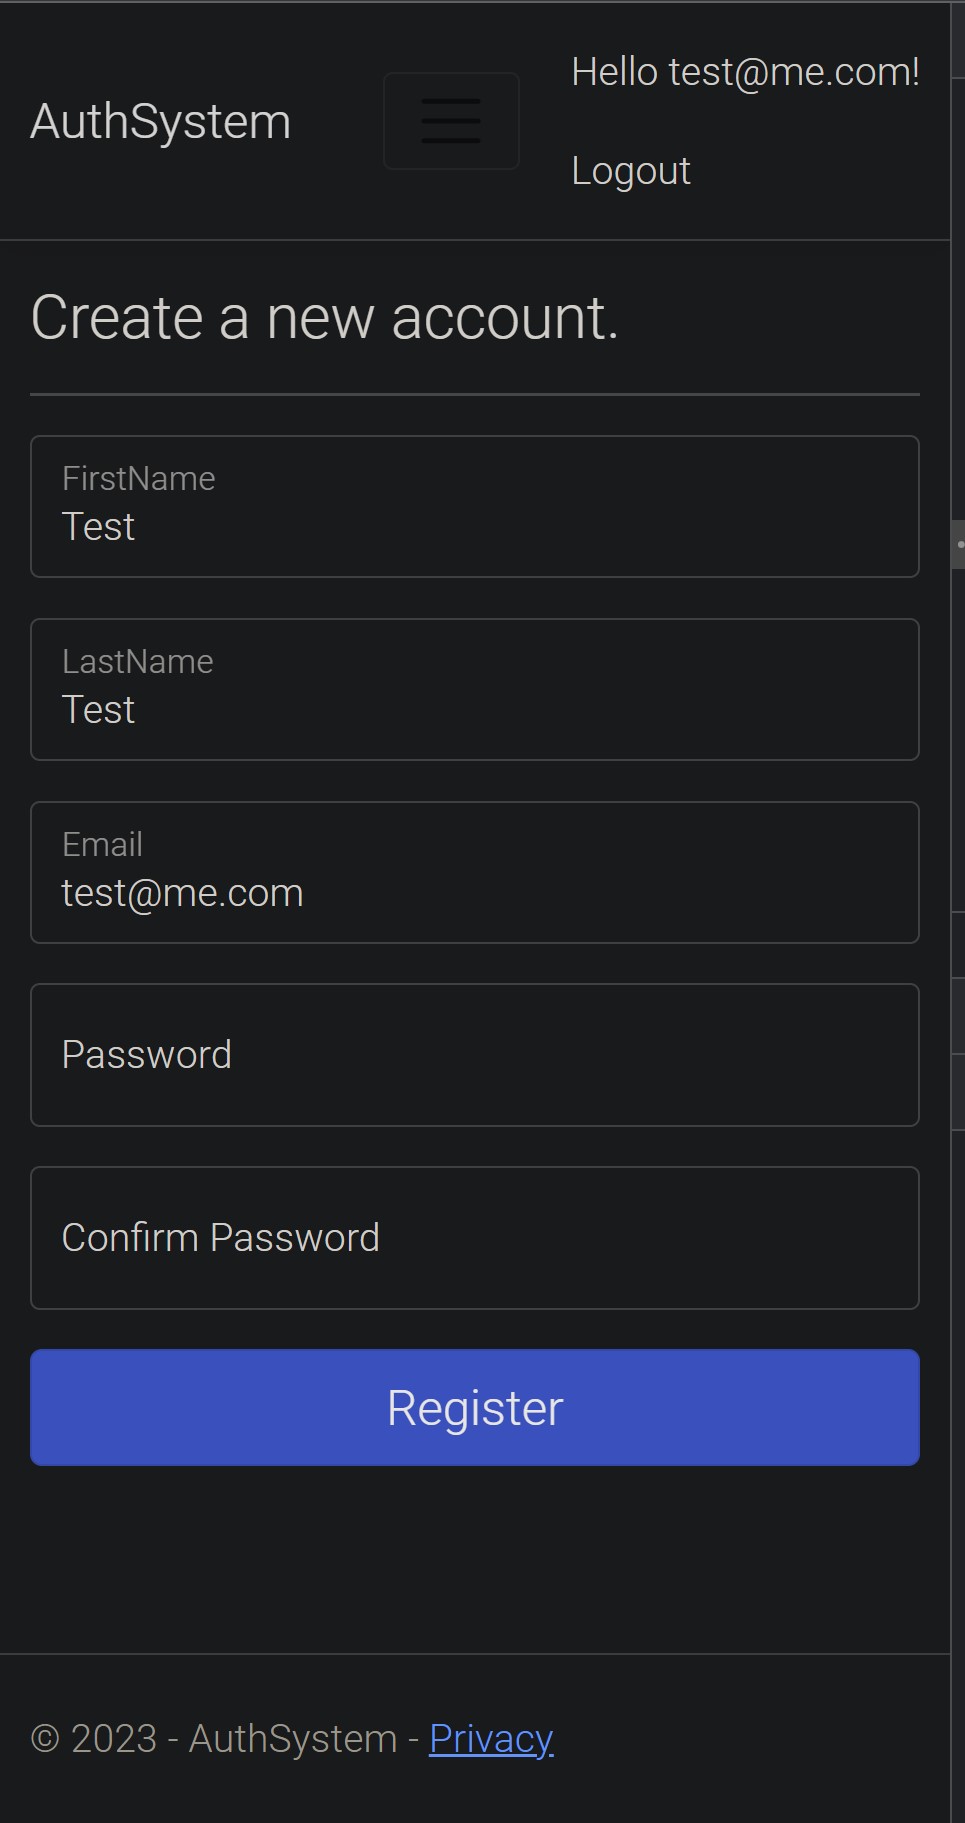 AuthSystem
Hello test@me.com!
Logout
Create a new account.
FirstName
Test
LastName
Test
Email
test@me.com
Password
Confirm Password
Register
© 2023 - AuthSystem - Privacy